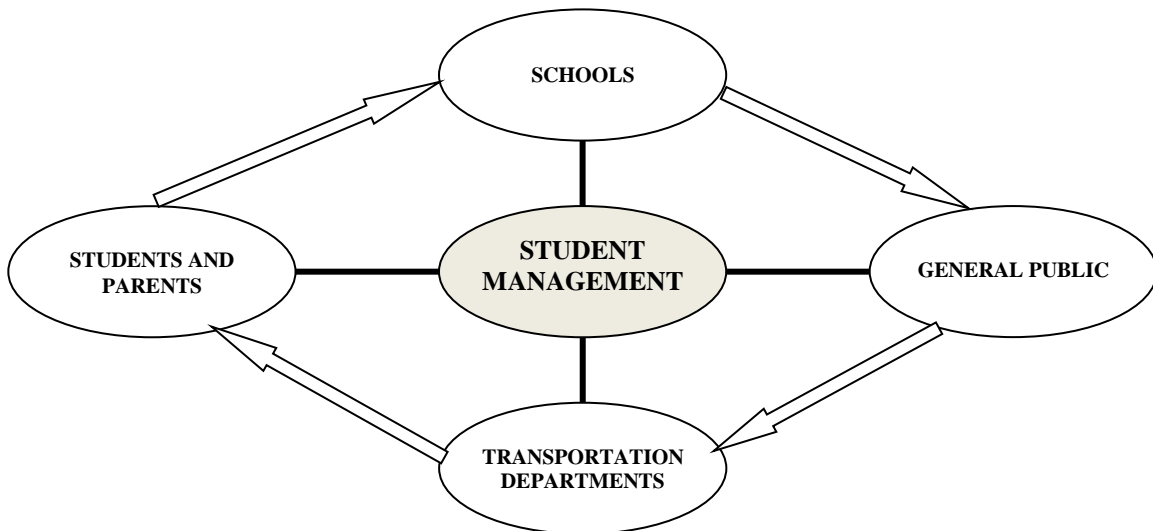 SCHOOLS
STUDENTS AND
PARENTS
STUDENT
MANAGEMENT
GENERAL PUBLIC
TRANSPORTATION
DEPARTMENTS